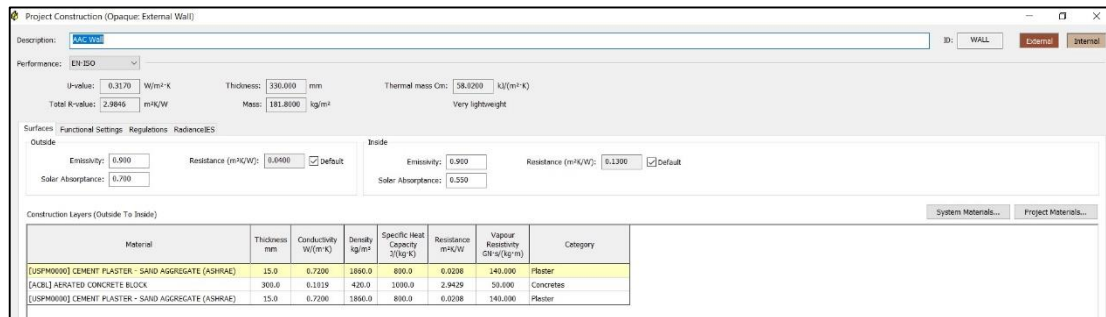 Project Construction (Opaque: External Wall)
Description: AAC Wall ID: WALL External Internal
Performance: EN-ISO
U-value: 0.3170 W/m²·K Thickness: 330.000 mm Thermal mass Cm: 58.0200 kJ/(m²·K)
Total R-value: 2.9846 m²K/W Mass: 181.8000 kg/m² Very lightweight
Surfaces Functional Settings Regulations RadianceIES
Outside Inside
Emissivity: 0.900 Resistance (m²K/W): 0.0400 Default Emissivity: 0.900 Resistance (m²K/W): 0.1300 Default
Solar Absorptance: 0.700 Solar Absorptance: 0.550
Construction Layers (Outside To Inside) System Materials... Project Materials...
Material Thickness mm Conductivity W/(m·K) Density kg/m³ Specific Heat Capacity J/(kg·K) Resistance m²K/W Vapour Resistivity GN·s/(kg·m) Category
[USPM0000] CEMENT PLASTER - SAND AGGREGATE (ASHRAE) 15.0 0.7200 1860.0 800.0 0.0208 140.000 Plaster
[ACBL] AERATED CONCRETE BLOCK 300.0 0.1019 420.0 1000.0 2.9429 50.000 Concretes
[USPM0000] CEMENT PLASTER - SAND AGGREGATE (ASHRAE) 15.0 0.7200 1860.0 800.0 0.0208 140.000 Plaster